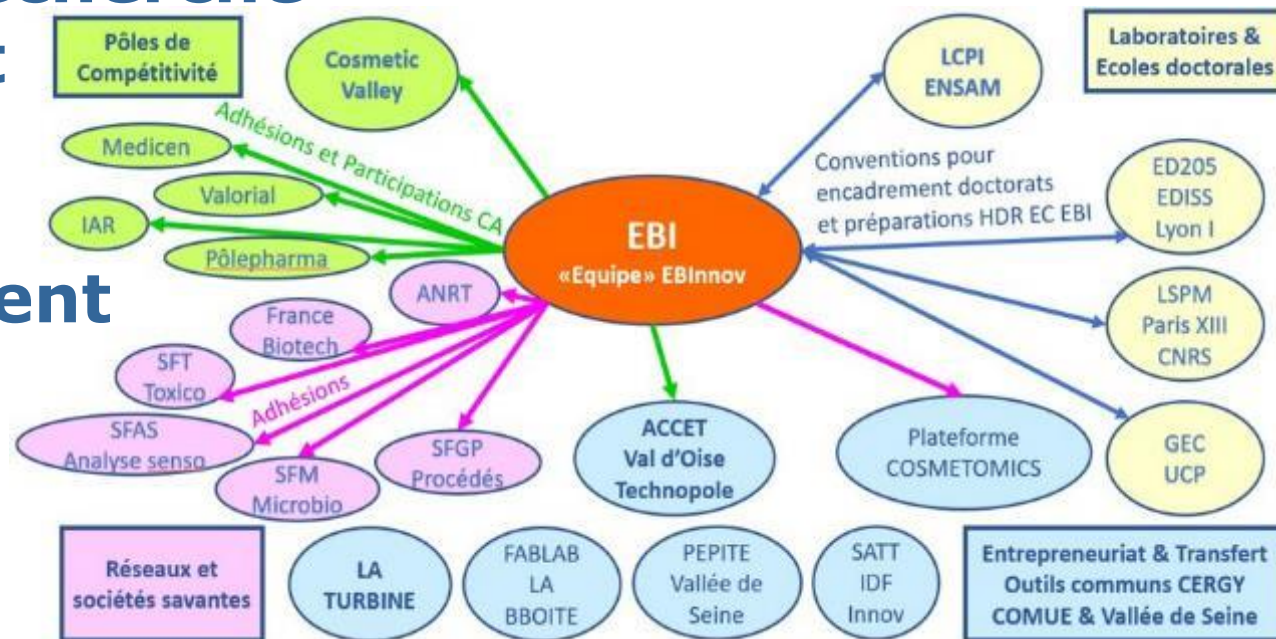 Pôles de
Compétitivité
Cosmetic
Valley
LCPI
ENSAM
Laboratoires &
Ecoles doctorales
Medicen
Valorial
IAR
Pôlepharma
Adhésions et Participations CA
EBI
«Equipe» EBInnov
Conventions pour
encadrement doctorats
et préparations HDR EC EBI
ED205
EDISS
Lyon I
LSPM
Paris XIII
CNRS
GEC
UCP
ent
ANRT
France
Biotech
SFT
Toxico
Adhésions
SFAS
Analyse senso
SFM
Microbio
SFGP
Procédés
ACCET
Val d'Oise
Technopole
Plateforme
COSMETOMICS
Réseaux et
sociétés savantes
LA
TURBINE
FABLAB
LA
BBOITE
PEPITE
Vallée de
Seine
SATT
IDF
Innov
Entrepreneuriat & Transfert
Outils communs CERGY
COMUE & Vallée de Seine